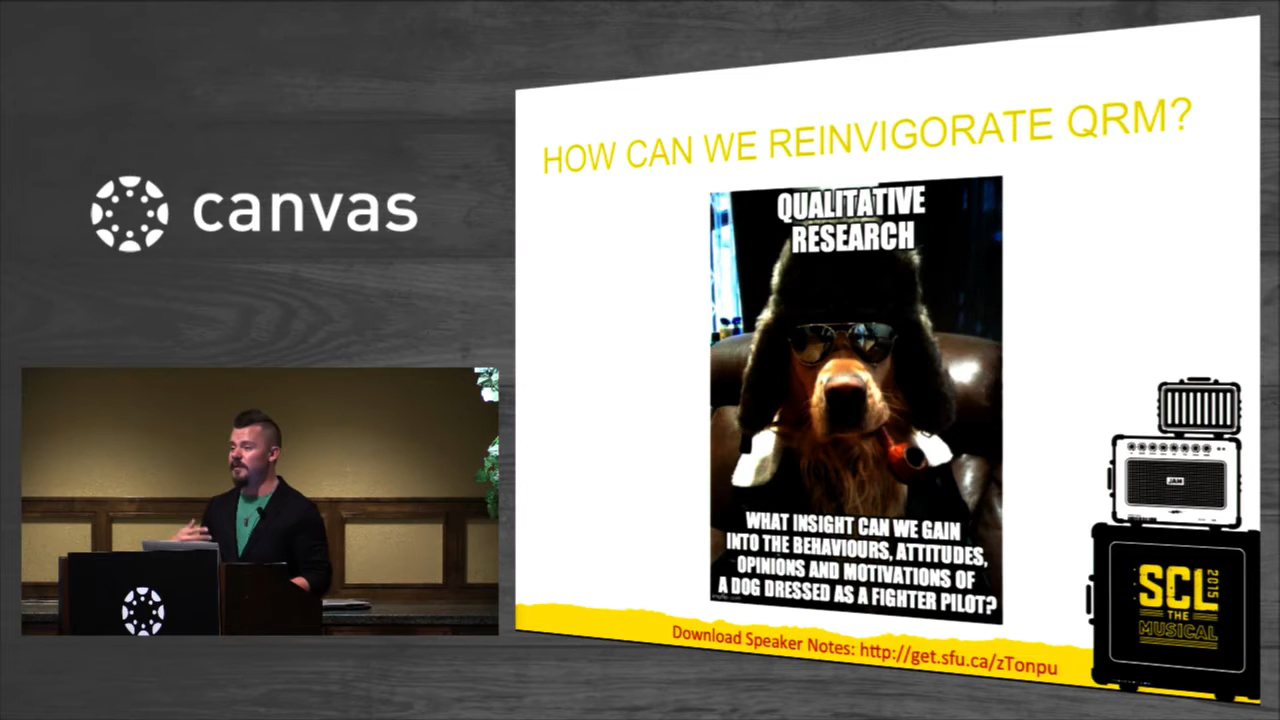 canvas
HOW CAN WE REINVIGORATE QRM?
QUALITATIVE
RESEARCH
WHAT INSIGHT CAN WE GAIN
INTO THE BEHAVIOURS, ATTITUDES,
OPINIONS AND MOTIVATIONS OF
A DOG DRESSED AS A FIGHTER PILOT?
imgflip.com
JAM
SCL
2015
THE
MUSICAL
Download Speaker Notes: http://get.sfu.ca/zTonpu